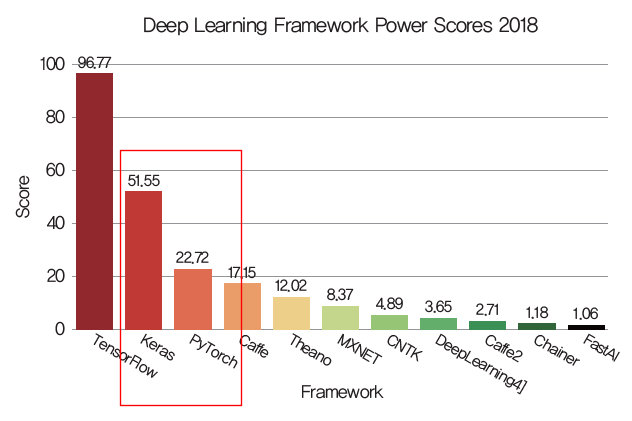 Deep Learning Framework Power Scores 2018
Score
100
80
60
40
20
0
96.77
51.55
22.72
17.15
12.02
8.37
4.89
3.65
2.71
1.18
1.06
TensorFlow
Keras
PyTorch
Caffe
Theano
MXNET
CNTK
DeepLearning4]
Caffe2
Chainer
FastAI
Framework